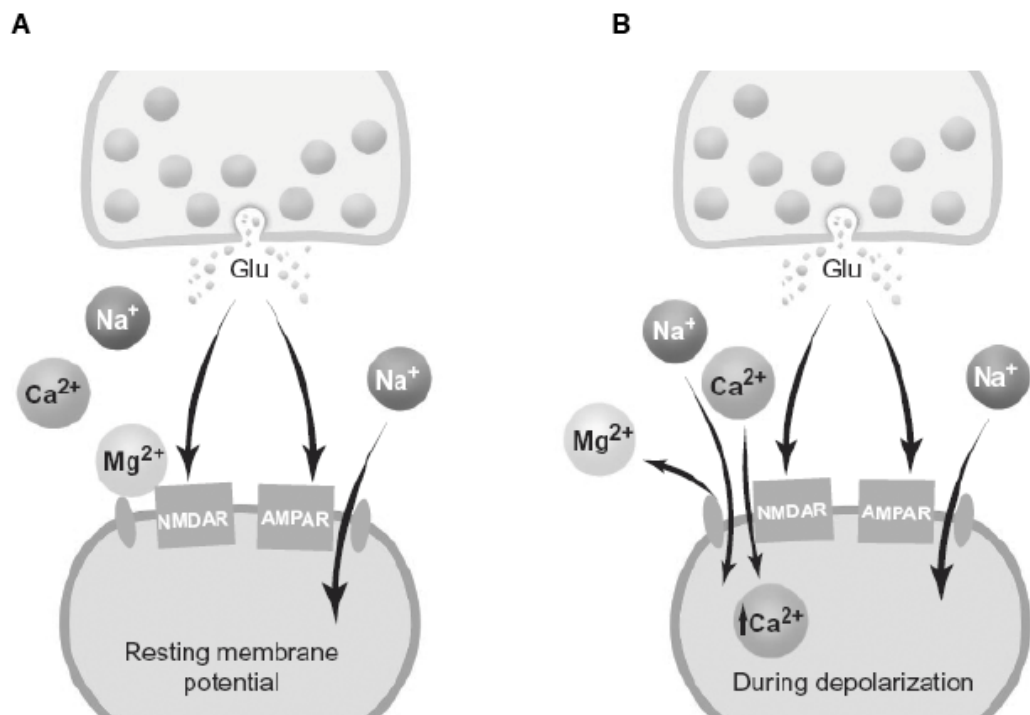 A
Glu
Na⁺
Ca²⁺
Na⁺
Mg²⁺
NMDAR
AMPAR
Resting membrane
potential
B
Glu
Na⁺
Ca²⁺
Na⁺
Mg²⁺
NMDAR
AMPAR
Ca²⁺
During depolarization